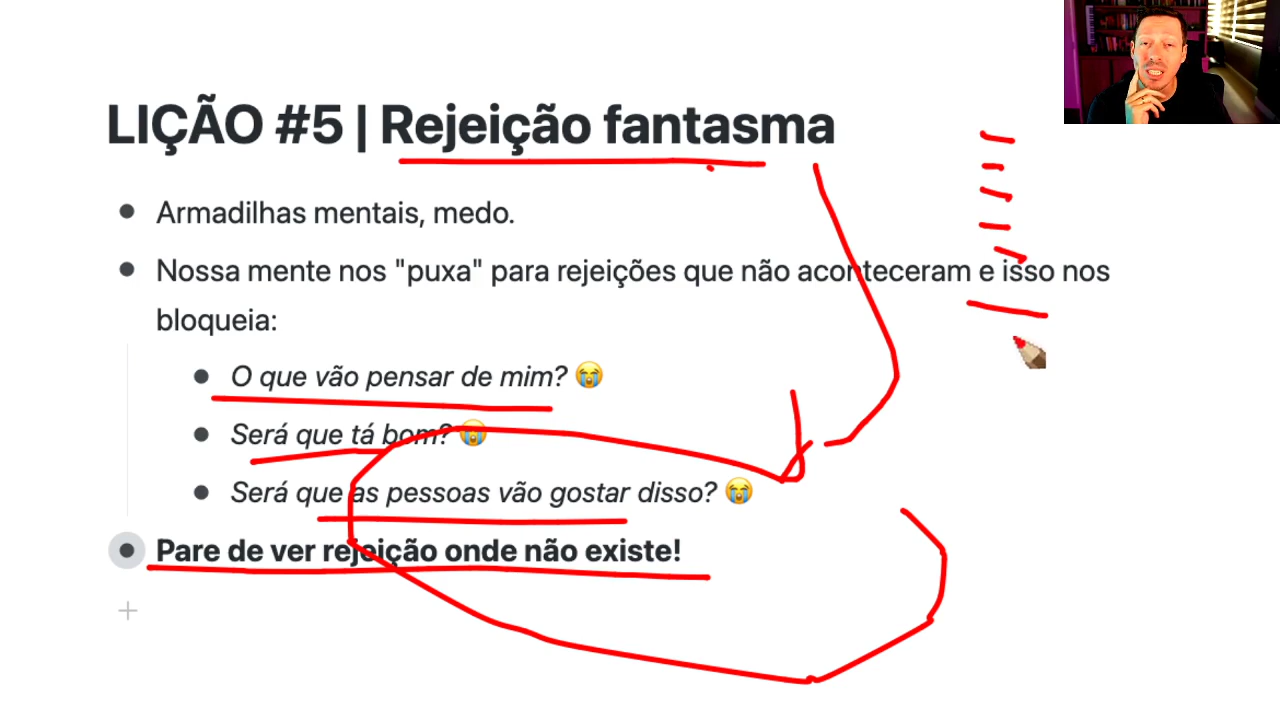 LIÇÃO #5 | Rejeição fantasma
Armadilhas mentais, medo.
Nossa mente nos "puxa" para rejeições que não aconteceram e isso nos
bloqueia:
O que vão pensar de mim? 😭
Será que tá bom? 😭
Será que as pessoas vão gostar disso? 😭
Pare de ver rejeição onde não existe!